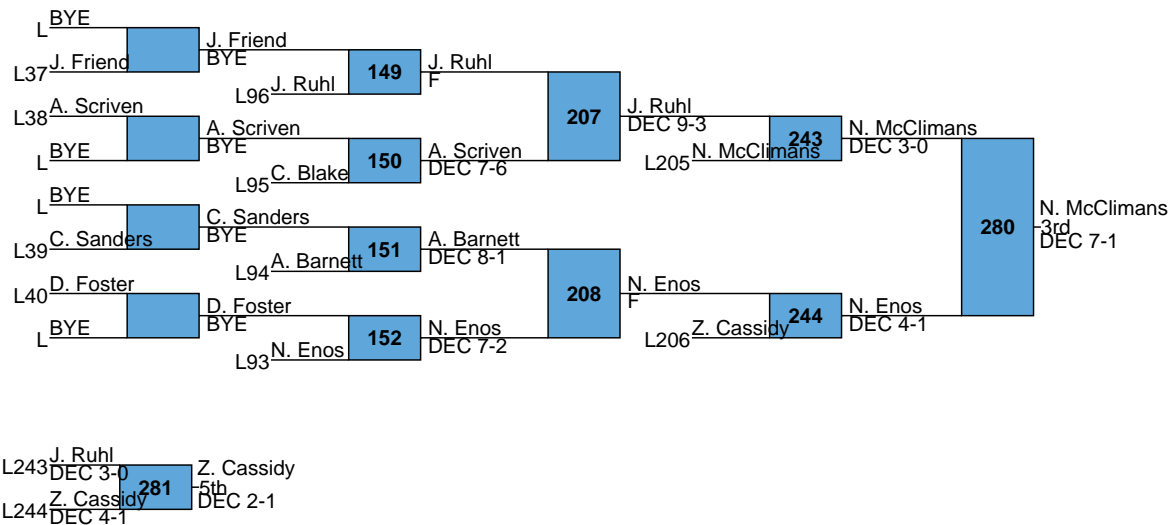 L BYE
L37 J. Friend
J. Friend
BYE
L96 J. Ruhl
149
J. Ruhl
F
L38 A. Scriven
L BYE
A. Scriven
BYE
L95 C. Blake
150
A. Scriven
DEC 7-6
207
J. Ruhl
DEC 9-3
L205 N. McClimans
243
N. McClimans
DEC 3-0
L BYE
L39 C. Sanders
C. Sanders
BYE
L94 A. Barnett
151
A. Barnett
DEC 8-1
L40 D. Foster
L BYE
D. Foster
BYE
L93 N. Enos
152
N. Enos
DEC 7-2
208
N. Enos
F
L206 Z. Cassidy
244
N. Enos
DEC 4-1
280
N. McClimans
3rd
DEC 7-1
L243 J. Ruhl
DEC 3-0
L244 Z. Cassidy
DEC 4-1
281
Z. Cassidy
5th
DEC 2-1